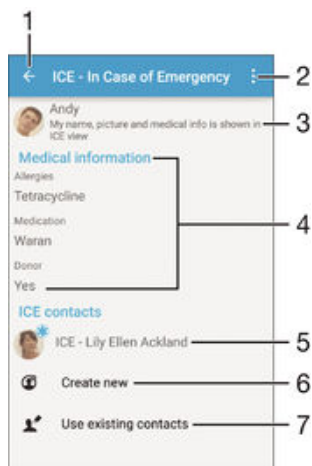 1
ICE - In Case of Emergency
2
Andy
My name, picture and medical info is shown in
ICE view
3
Medical information
Allergies
Tetracycline
Medication
Waran
4
Donor
Yes
ICE contacts
ICE - Lily Ellen Ackland
5
Create new
6
Use existing contacts
7